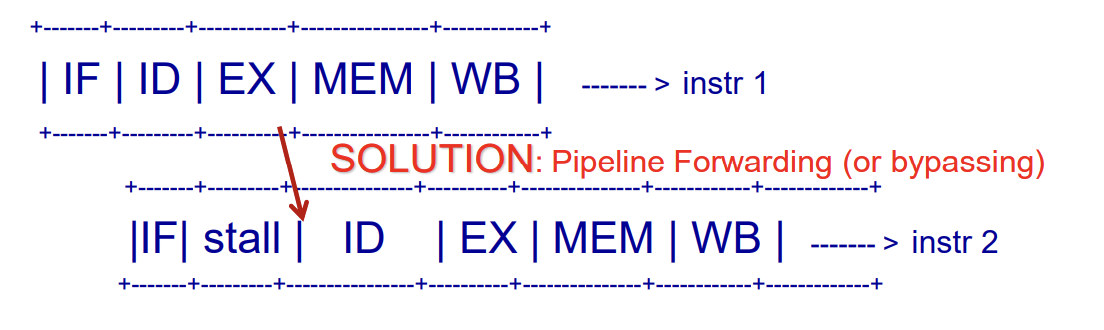 +-------+---------+-----------+----------------+------------+
| IF | ID | EX | MEM | WB | ------- > instr 1
+-------+---------+----------+----------------+------------+
SOLUTION: Pipeline Forwarding (or bypassing)
+-------+---------+---------------+----------+---------------+------------+-------------+
|IF| stall | ID | EX | MEM | WB | ------- > instr 2
+-------+---------+----------------+----------+---------------+------------+-------------+